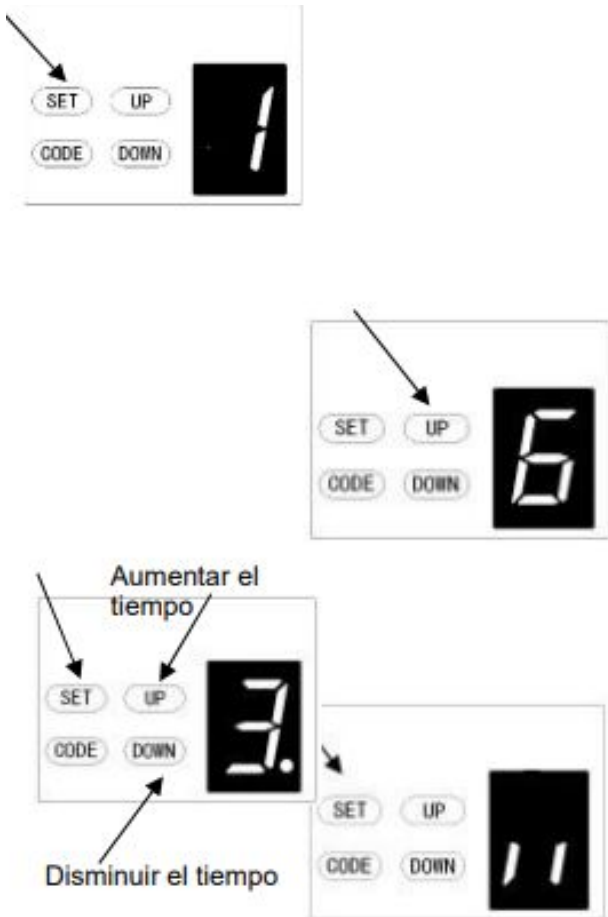 SET UP 1
CODE DOWN
SET UP 6
CODE DOWN
Aumentar el
tiempo
SET UP 3.
CODE DOWN
Disminuir el tiempo
SET UP 11
CODE DOWN